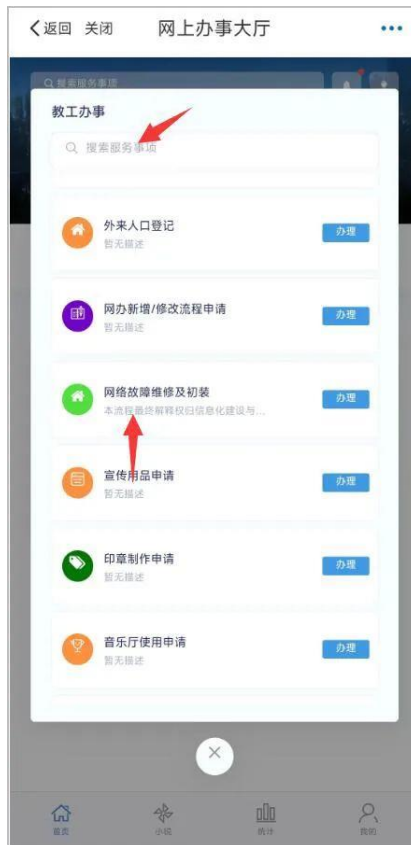 返回 关闭 网上办事大厅
搜索服务事项
教工办事
搜索服务事项
外来人口登记
暂无描述
办理
网办新增/修改流程申请
暂无描述
办理
网络故障维修及初装
本流程最终解释权归信息化建设与...
办理
宣传用品申请
暂无描述
办理
印章制作申请
暂无描述
办理
音乐厅使用申请
暂无描述
办理
首页 统计 我的